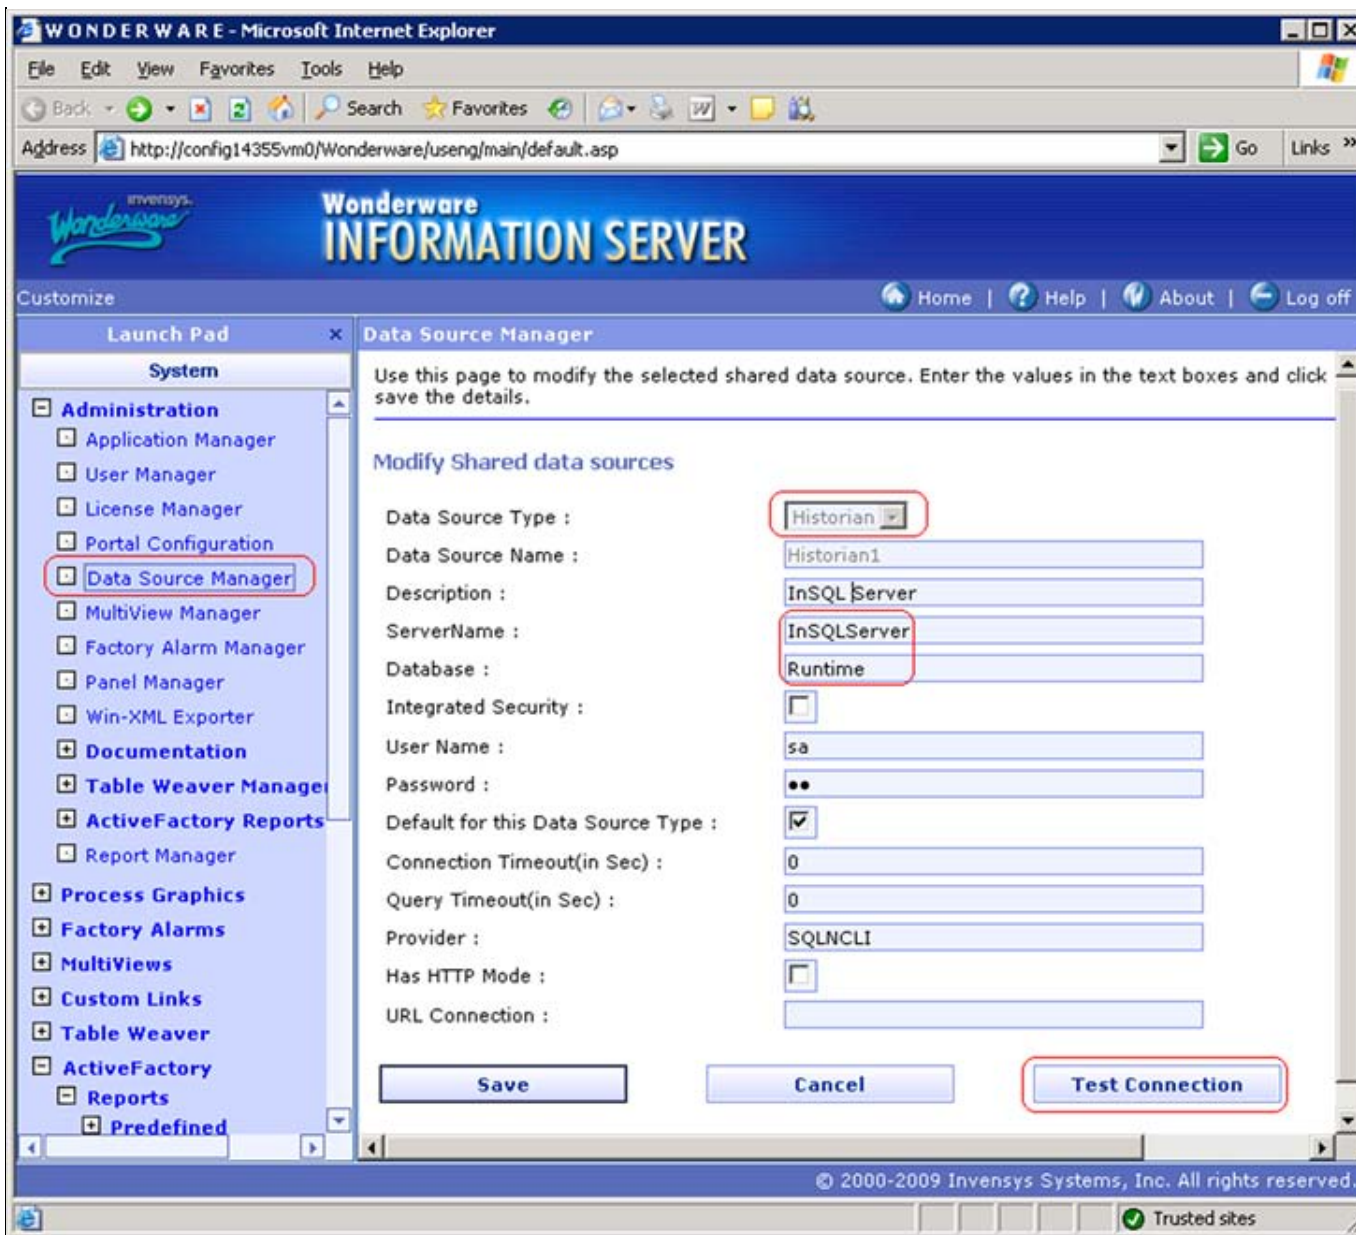 WONDERWARE - Microsoft Internet Explorer
File Edit View Favorites Tools Help
Back Search Favorites
Address http://config14355vm0/Wonderware/useng/main/default.asp Go Links »
invensys.
Wonderware
Wonderware
INFORMATION SERVER
Customize Home | Help | About | Log off
Launch Pad × Data Source Manager
System
Administration
Application Manager
User Manager
License Manager
Portal Configuration
Data Source Manager
MultiView Manager
Factory Alarm Manager
Panel Manager
Win-XML Exporter
Documentation
Table Weaver Manage
ActiveFactory Reports
Report Manager
Process Graphics
Factory Alarms
MultiViews
Custom Links
Table Weaver
ActiveFactory
Reports
Predefined
Use this page to modify the selected shared data source. Enter the values in the text boxes and click
save the details.
Modify Shared data sources
Data Source Type : Historian
Data Source Name : Historian1
Description : InSQL Server
ServerName : InSQLServer
Database : Runtime
Integrated Security :
User Name : sa
Password : ●●
Default for this Data Source Type :
Connection Timeout(in Sec) : 0
Query Timeout(in Sec) : 0
Provider : SQLNCLI
Has HTTP Mode :
URL Connection :
Save Cancel Test Connection
© 2000-2009 Invensys Systems, Inc. All rights reserved.
Trusted sites